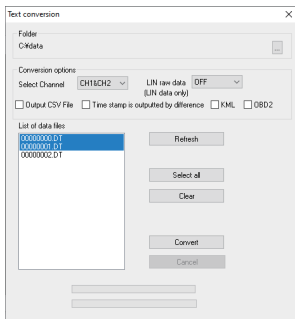 Text conversion
Folder
C:¥data
...
Conversion options
Select Channel CH1&CH2 LIN raw data OFF
(LIN data only)
Output CSV File Time stamp is outputted by difference KML OBD2
List of data files
00000000.DT
00000001.DT
00000002.DT
Refresh
Select all
Clear
Convert
Cancel